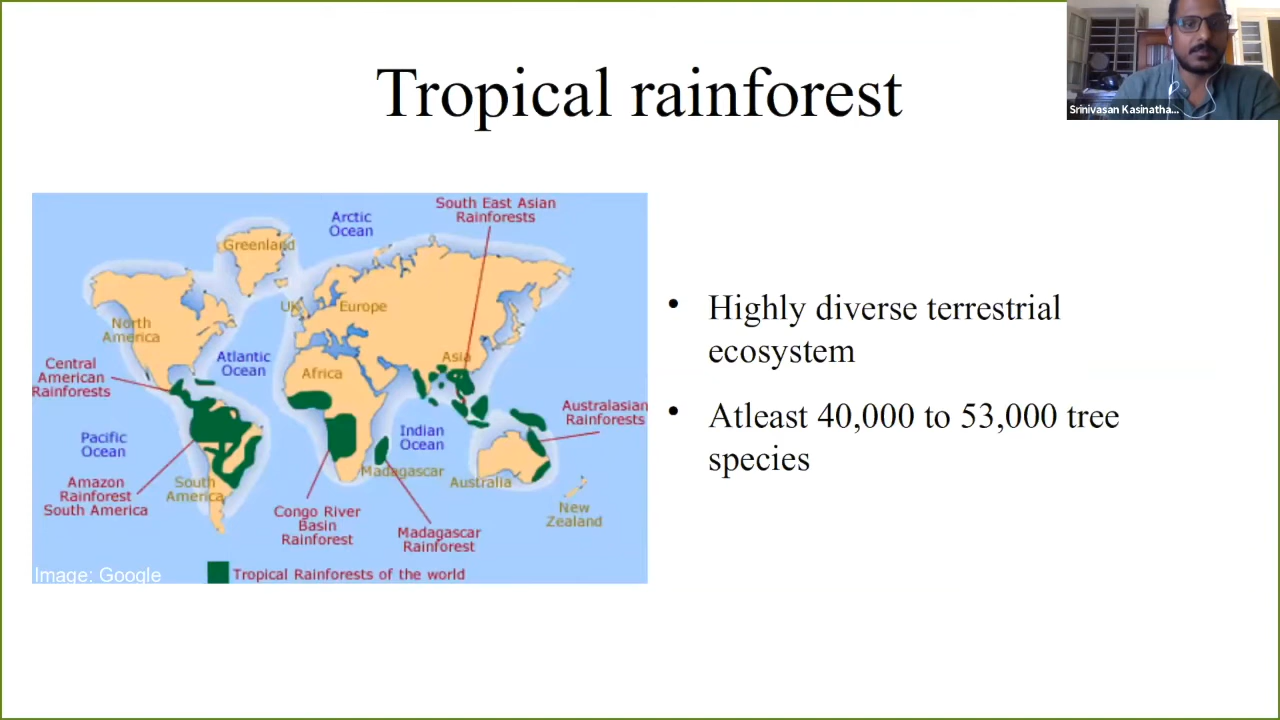 Tropical rainforest
Srinivasan Kasinatha...
South East Asian
Rainforests
Arctic
Ocean
Greenland
UK
Europe
North
America
Atlantic
Ocean
Asia
Africa
Central
American
Rainforests
Australasian
Rainforests
Pacific
Ocean
Indian
Ocean
Madagascar
Australia
Amazon
Rainforest
South America
South
America
New
Zealand
Congo River
Basin
Rainforest
Madagascar
Rainforest
Image: Google
Tropical Rainforests of the world
• Highly diverse terrestrial
ecosystem
• Atleast 40,000 to 53,000 tree
species